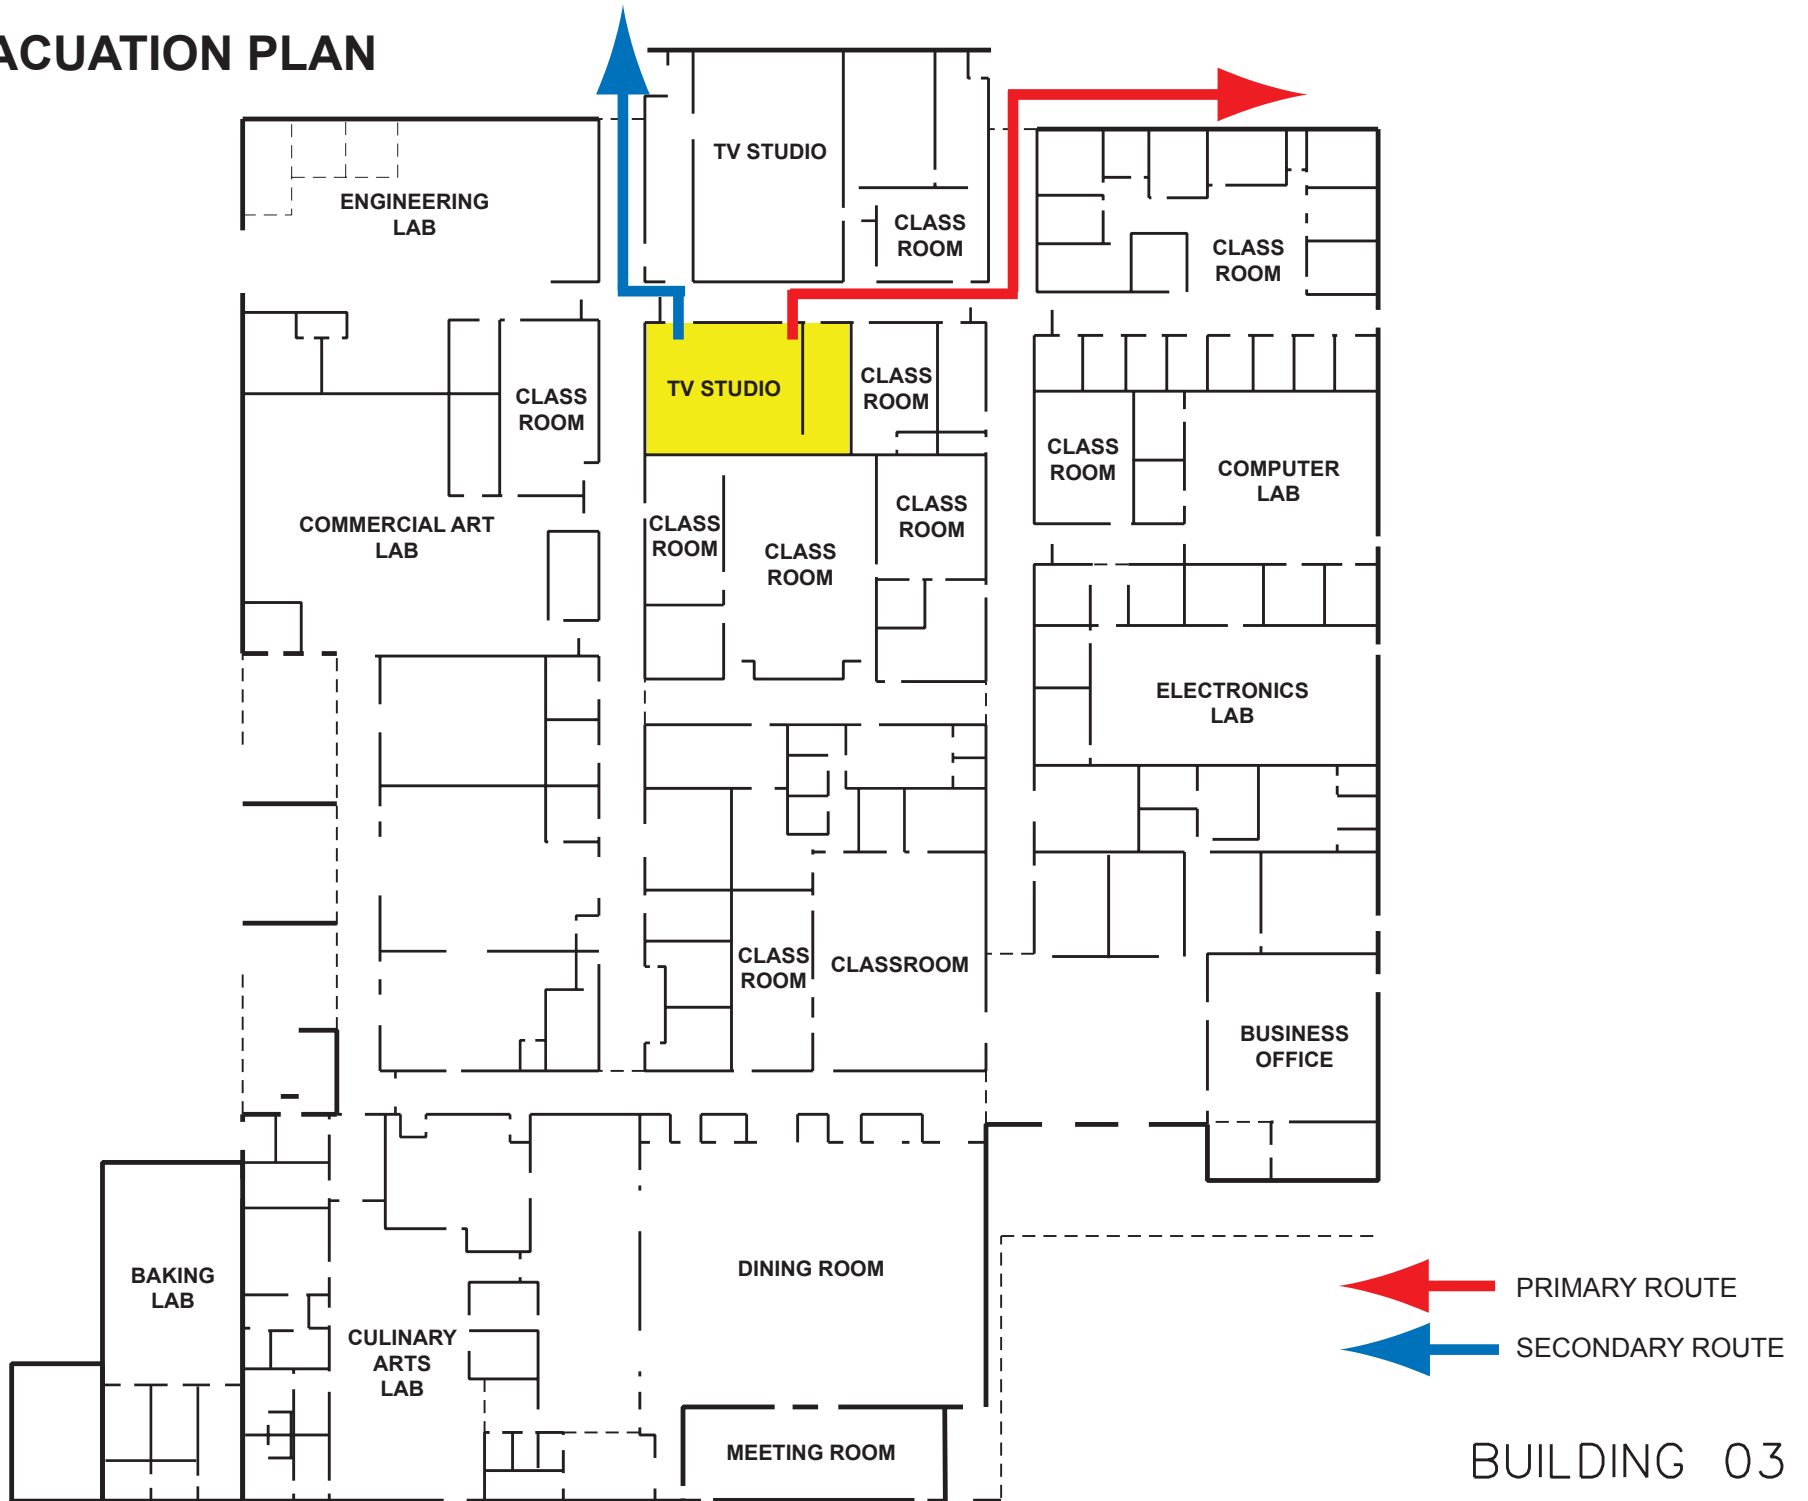 ACUATION PLAN
TV STUDIO
ENGINEERING
LAB
CLASS
ROOM
CLASS
ROOM
TV STUDIO
CLASS
ROOM
CLASS
ROOM
CLASS
ROOM
COMPUTER
LAB
COMMERCIAL ART
LAB
CLASS
ROOM
CLASS
ROOM
CLASS
ROOM
ELECTRONICS
LAB
CLASS
ROOM
CLASSROOM
BUSINESS
OFFICE
BAKING
LAB
DINING ROOM
CULINARY
ARTS
LAB
MEETING ROOM
PRIMARY ROUTE
SECONDARY ROUTE
BUILDING 03